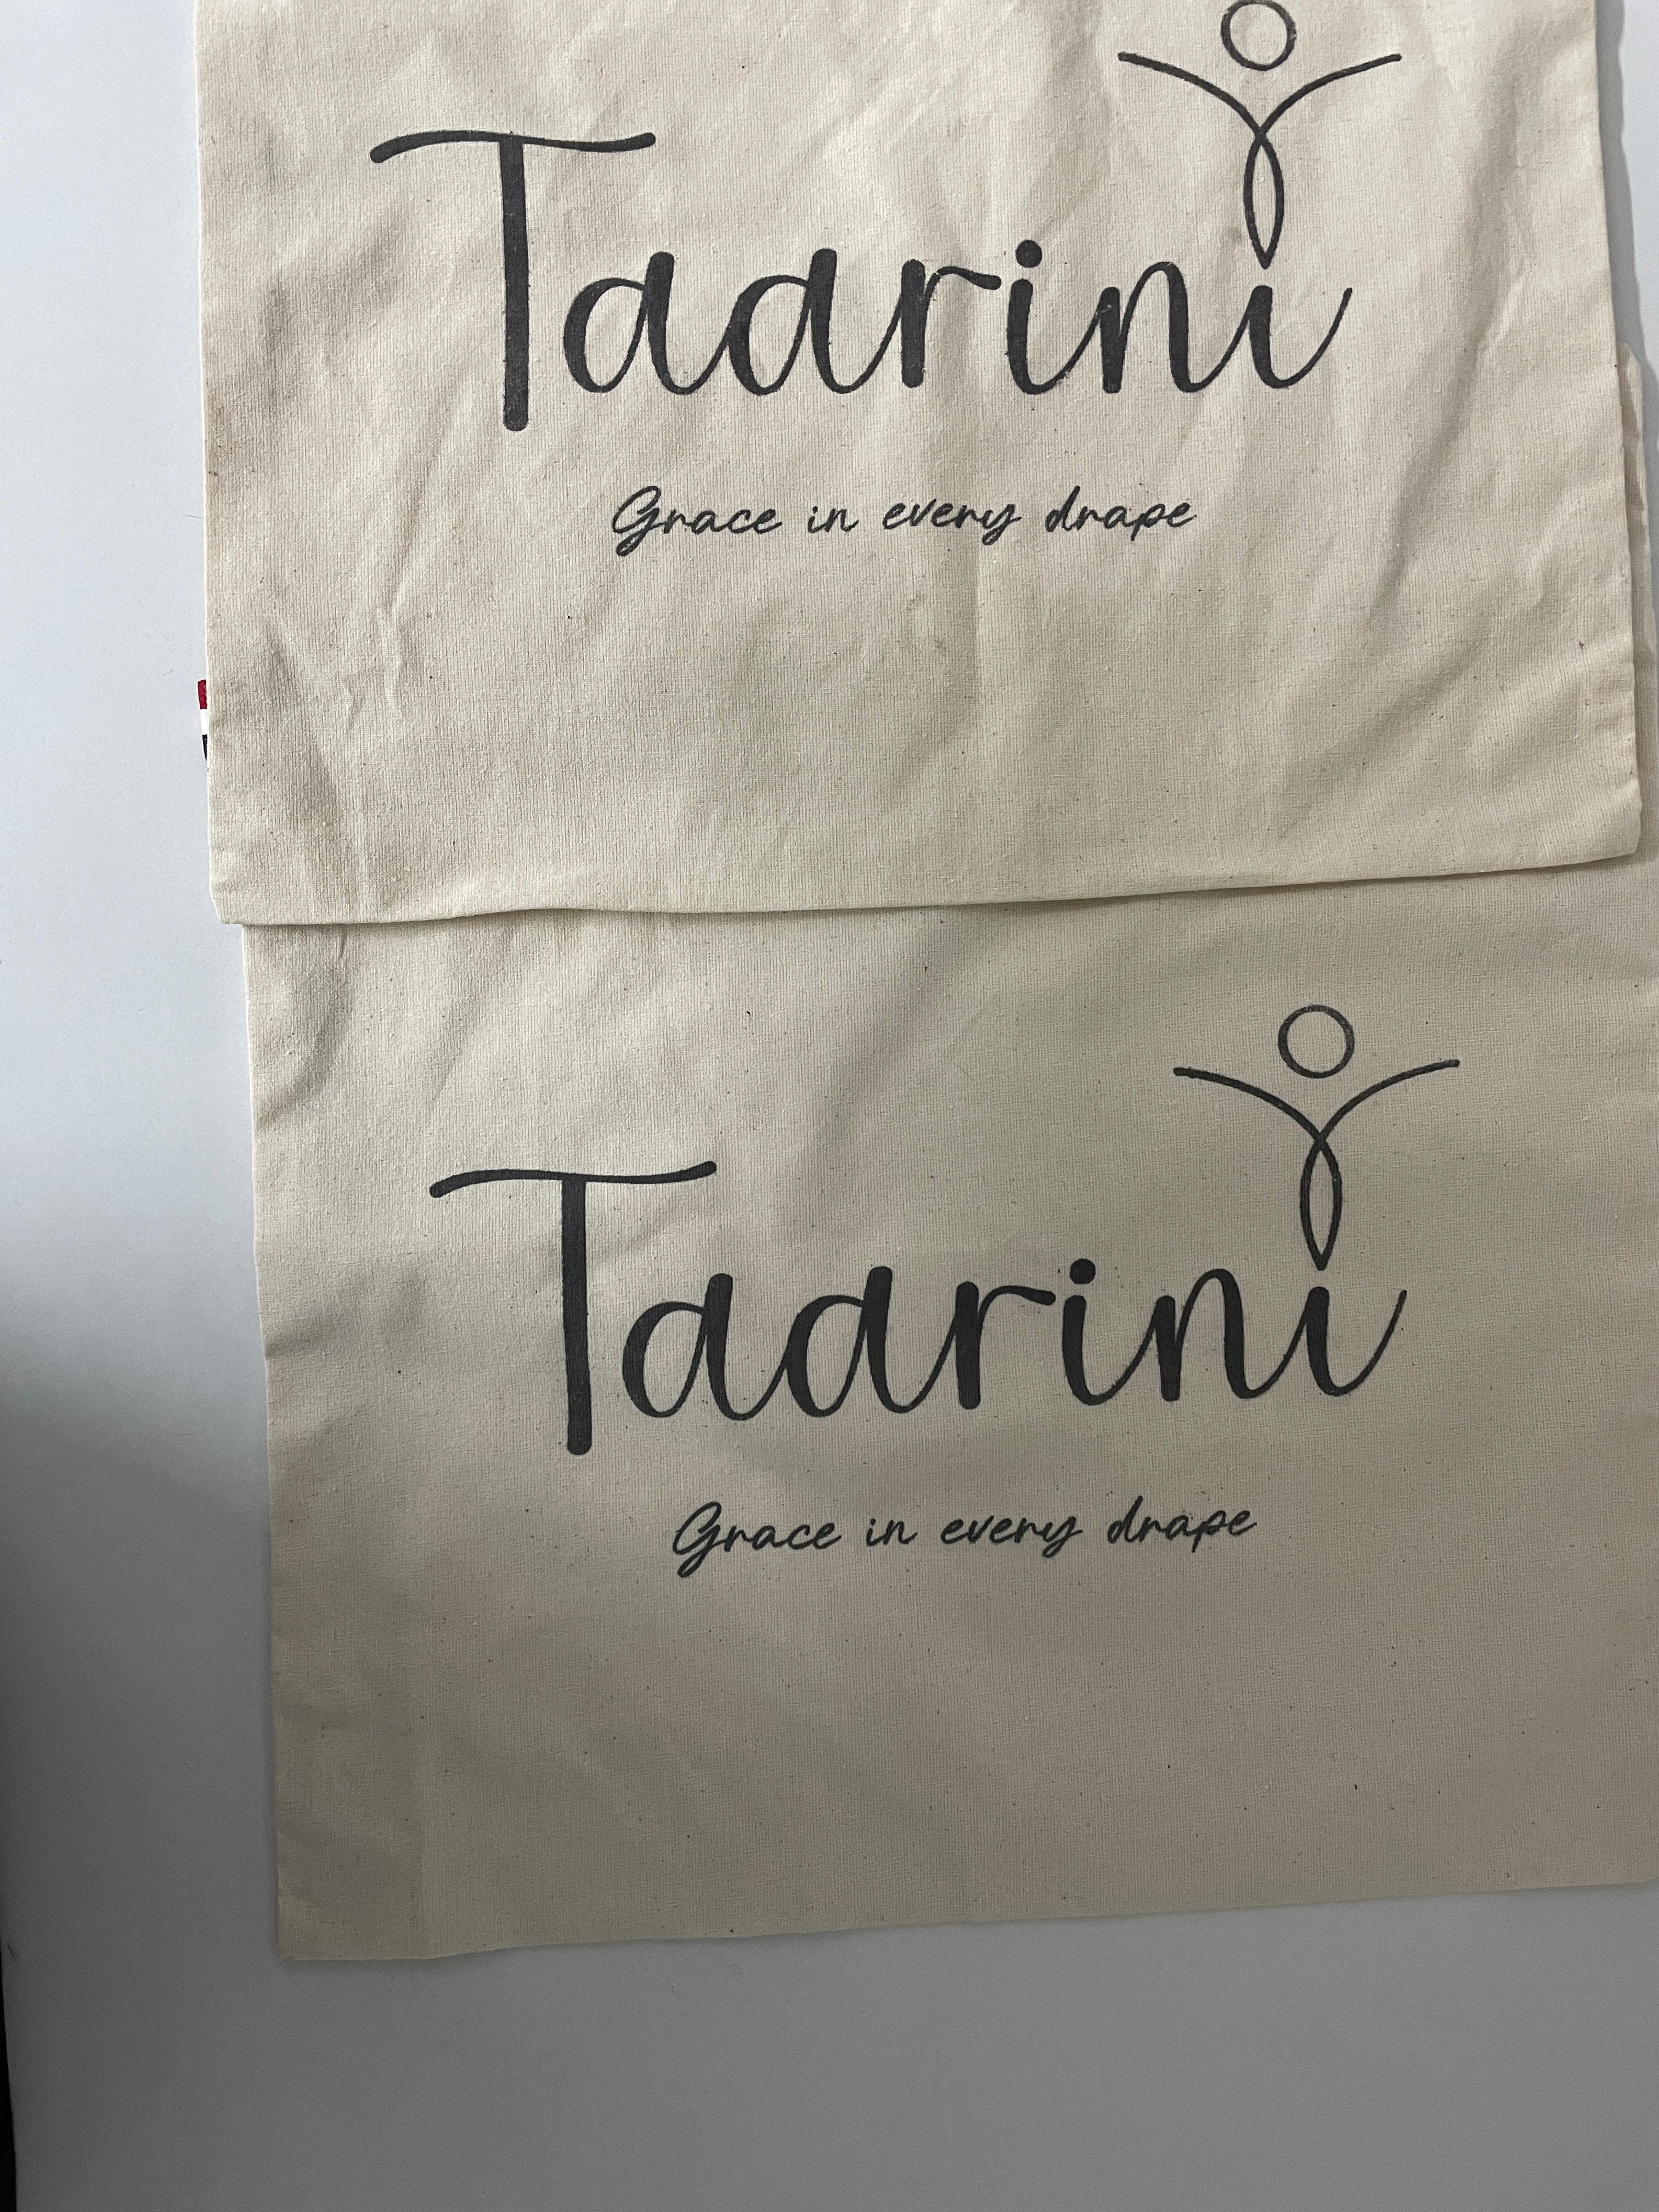 Taarini
Grace in every drape
Taarini
Grace in every drape